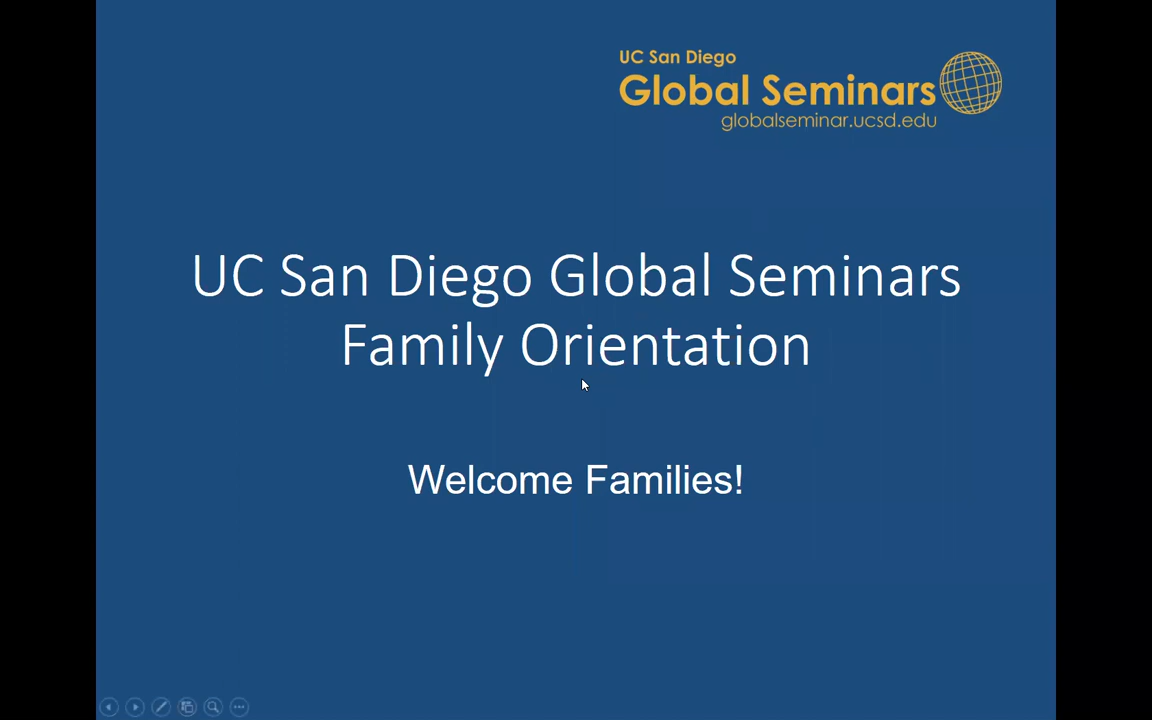 UC San Diego
Global Seminars
globalseminar.ucsd.edu
UC San Diego Global Seminars
Family Orientation
Welcome Families!